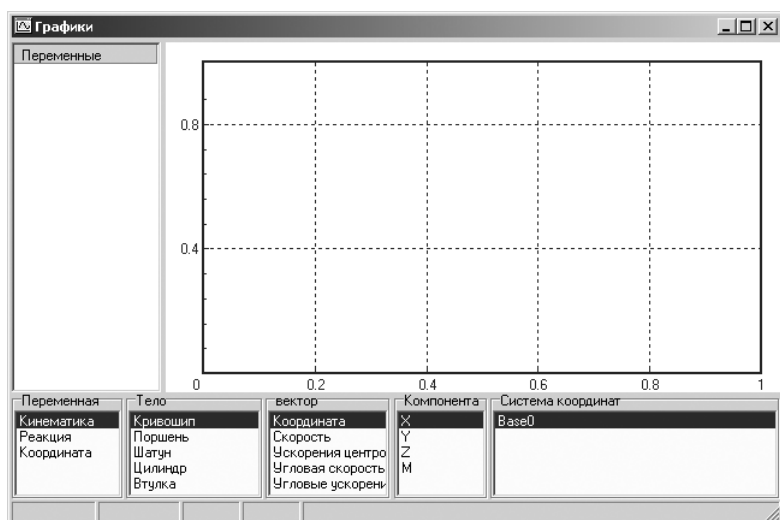 Графики
Переменные
0.8
0.4
0 0.2 0.4 0.6 0.8 1
Переменная Тело вектор Компонента Система координат
Кинематика Кривошип Координата X Base0
Реакция Поршень Скорость Y
Координата Шатун Ускорения центро Z
Цилиндр Угловая скорость M
Втулка Угловые ускорени